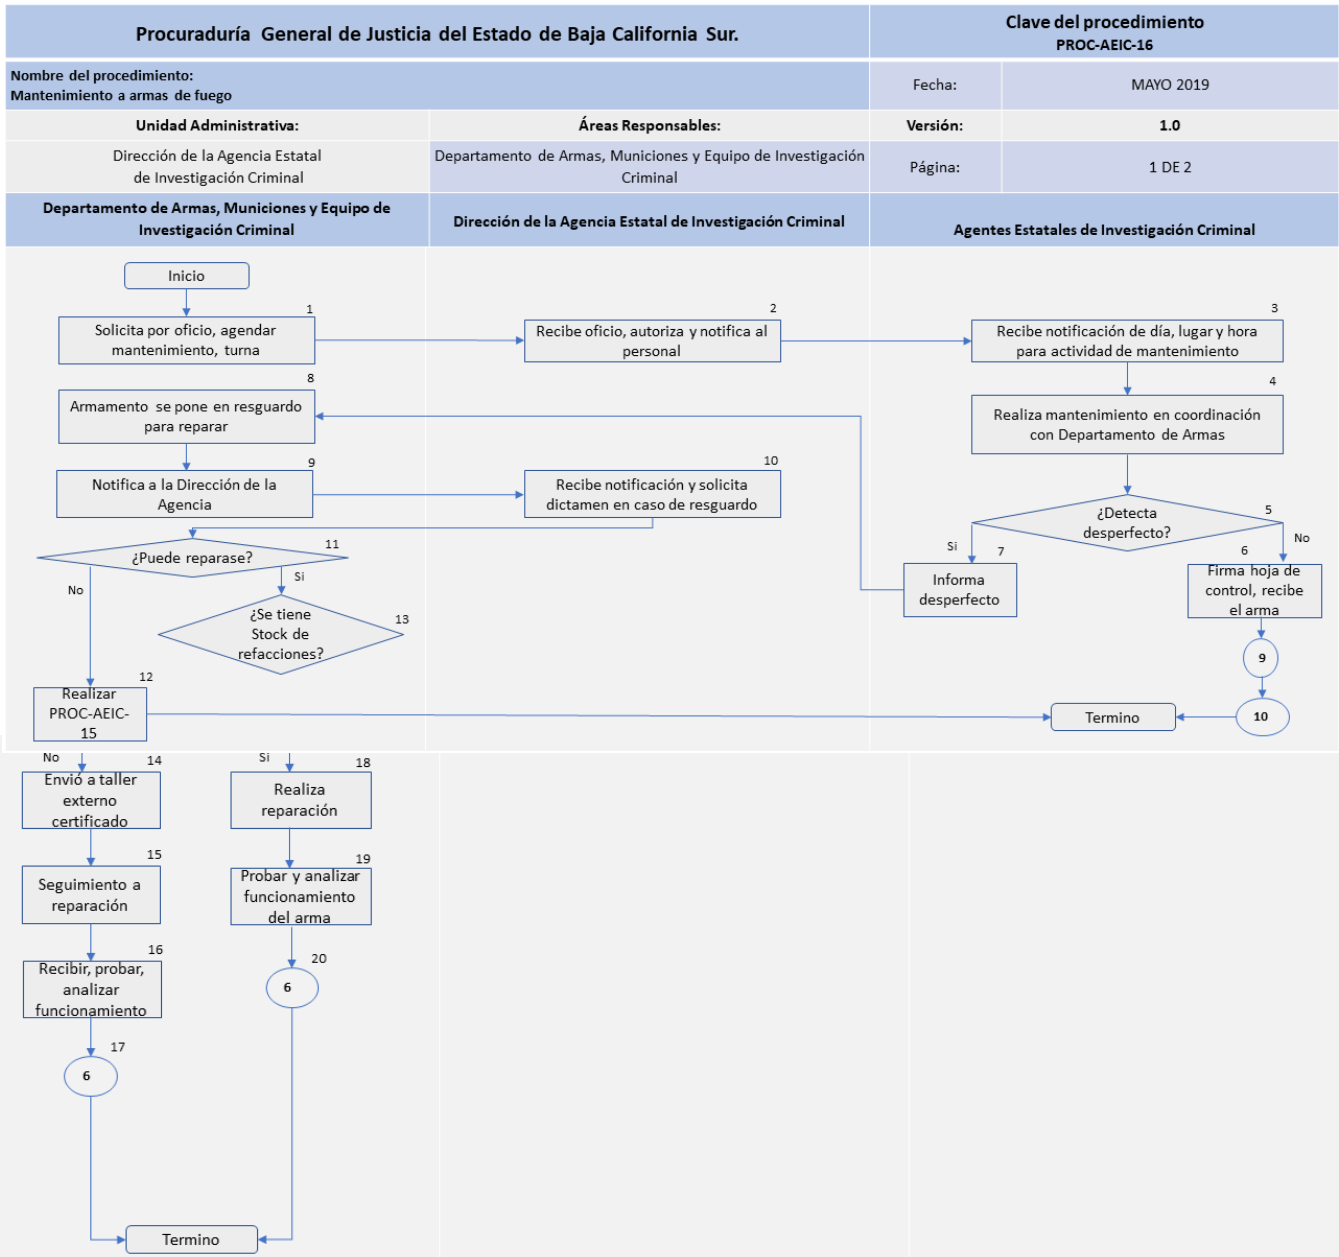 Procuraduría General de Justicia del Estado de Baja California Sur.
Clave del procedimiento
PROC-AEIC-16
Nombre del procedimiento:
Mantenimiento a armas de fuego
Fecha:
MAYO 2019
Unidad Administrativa:
Áreas Responsables:
Versión:
1.0
Dirección de la Agencia Estatal
de Investigación Criminal
Departamento de Armas, Municiones y Equipo de Investigación
Criminal
Página:
1 DE 2
Departamento de Armas, Municiones y Equipo de
Investigación Criminal
Dirección de la Agencia Estatal de Investigación Criminal
Agentes Estatales de Investigación Criminal
Inicio
1
Solicita por oficio, agendar
mantenimiento, turna
2
Recibe oficio, autoriza y notifica al
personal
3
Recibe notificación de día, lugar y hora
para actividad de mantenimiento
8
Armamento se pone en resguardo
para reparar
4
Realiza mantenimiento en coordinación
con Departamento de Armas
9
Notifica a la Dirección de la
Agencia
10
Recibe notificación y solicita
dictamen en caso de resguardo
5
¿Detecta
desperfecto?
Si
No
11
¿Puede reparase?
No
Si
7
Informa
desperfecto
6
Firma hoja de
control, recibe
el arma
13
¿Se tiene
Stock de
refacciones?
9
12
Realizar
PROC-AEIC-
15
Termino
10
No
14
Envió a taller
externo
certificado
Si
18
Realiza
reparación
15
Seguimiento a
reparación
19
Probar y analizar
funcionamiento
del arma
16
Recibir, probar,
analizar
funcionamiento
20
6
17
6
Termino